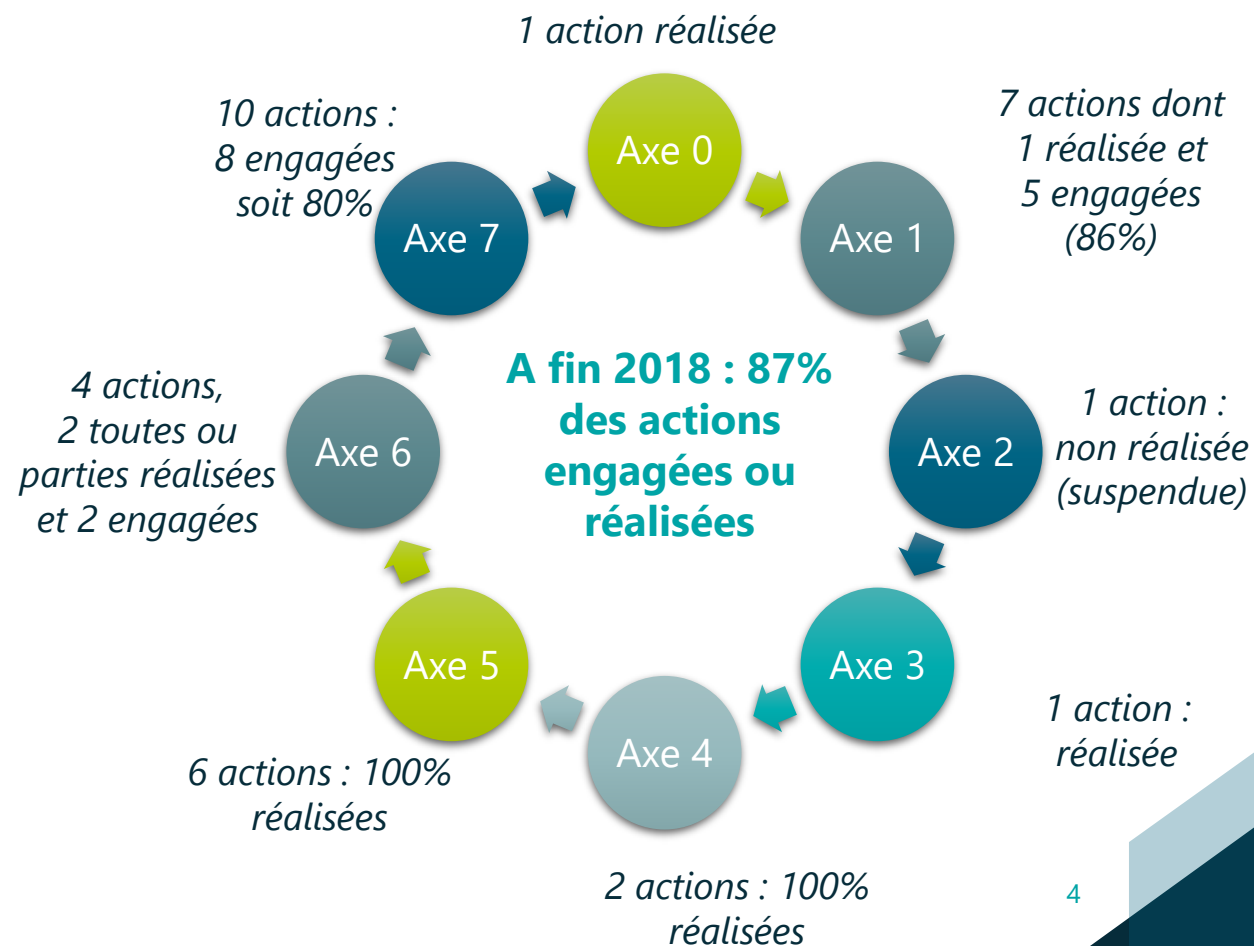 1 action réalisée
Axe 0
7 actions dont
1 réalisée et
5 engagées
(86%)
Axe 1
1 action :
non réalisée
(suspendue)
Axe 2
1 action :
réalisée
Axe 3
2 actions : 100%
réalisées
Axe 4
6 actions : 100%
réalisées
Axe 5
4 actions,
2 toutes ou
parties réalisées
et 2 engagées
Axe 6
10 actions :
8 engagées
soit 80%
Axe 7
A fin 2018 : 87%
des actions
engagées ou
réalisées
4